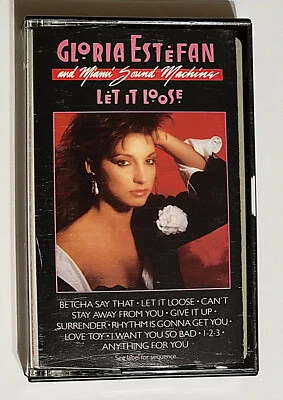 GLORIA ESTEFAN
and Miami Sound Machine
LET IT LOOSE
BETCHA SAY THAT • LET IT LOOSE • CAN'T
STAY AWAY FROM YOU • GIVE IT UP •
SURRENDER • RHYTHM IS GONNA GET YOU •
LOVE TOY • I WANT YOU SO BAD • 1-2-3 •
ANYTHING FOR YOU
See label for sequence.